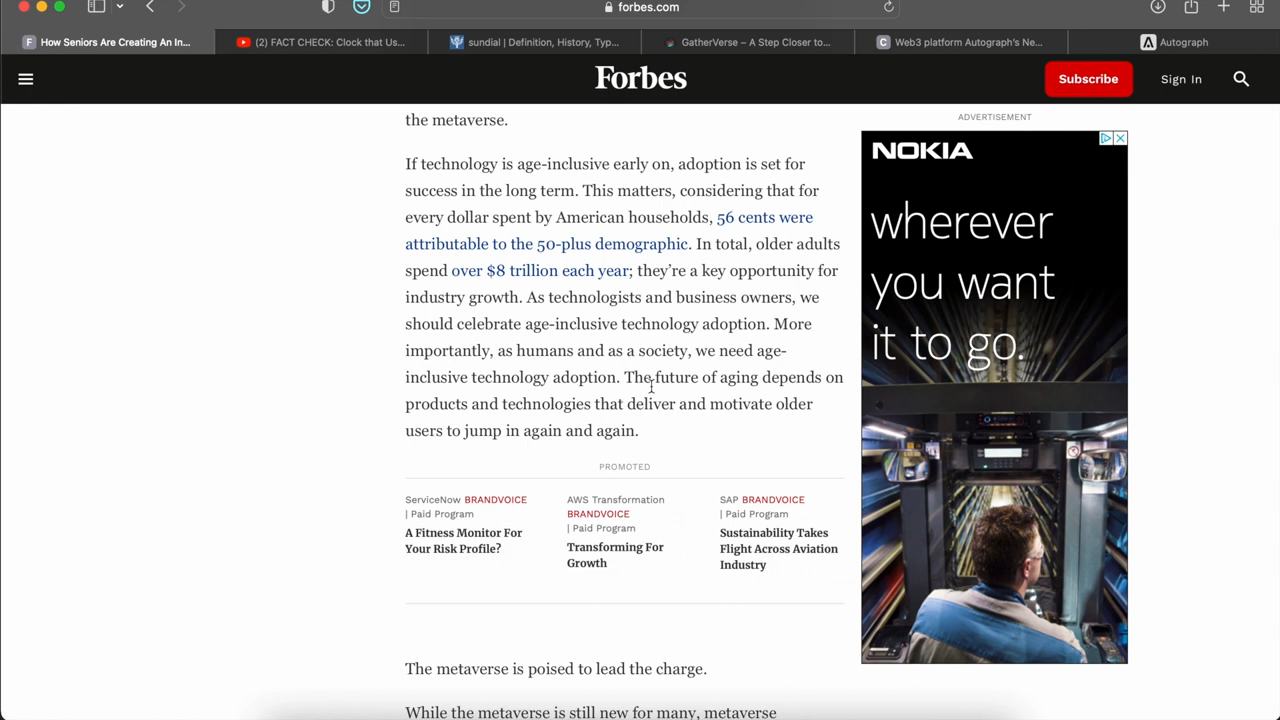 forbes.com
How Seniors Are Creating An In...
(2) FACT CHECK: Clock that Us...
sundial | Definition, History, Typ...
GatherVerse – A Step Closer to...
Web3 platform Autograph's Ne...
Autograph
Forbes
Subscribe
Sign In
the metaverse.
If technology is age-inclusive early on, adoption is set for
success in the long term. This matters, considering that for
every dollar spent by American households, 56 cents were
attributable to the 50-plus demographic. In total, older adults
spend over $8 trillion each year; they're a key opportunity for
industry growth. As technologists and business owners, we
should celebrate age-inclusive technology adoption. More
importantly, as humans and as a society, we need age-
inclusive technology adoption. The future of aging depends on
products and technologies that deliver and motivate older
users to jump in again and again.
PROMOTED
ServiceNow BRANDVOICE
| Paid Program
A Fitness Monitor For
Your Risk Profile?
AWS Transformation
BRANDVOICE
| Paid Program
Transforming For
Growth
SAP BRANDVOICE
| Paid Program
Sustainability Takes
Flight Across Aviation
Industry
The metaverse is poised to lead the charge.
While the metaverse is still new for many, metaverse
ADVERTISEMENT
NOKIA
wherever
you want
it to go.